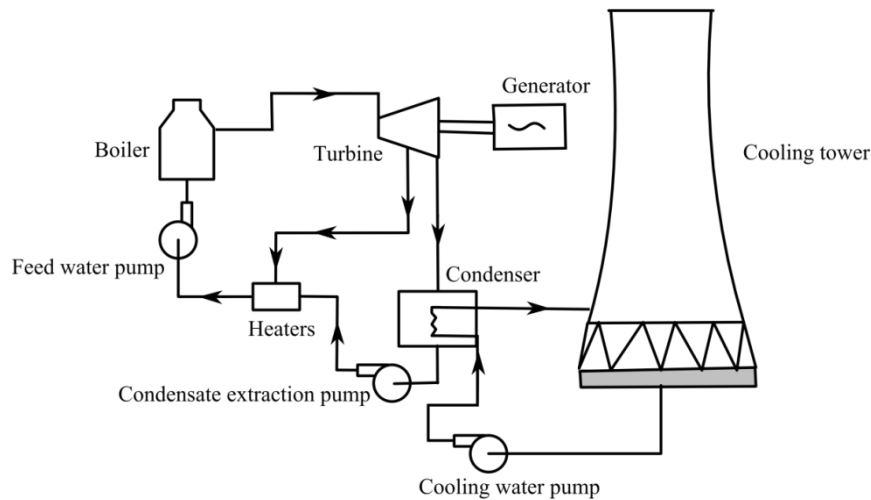 Generator
Boiler
Turbine
Cooling tower
Feed water pump
Condenser
Heaters
Condensate extraction pump
Cooling water pump